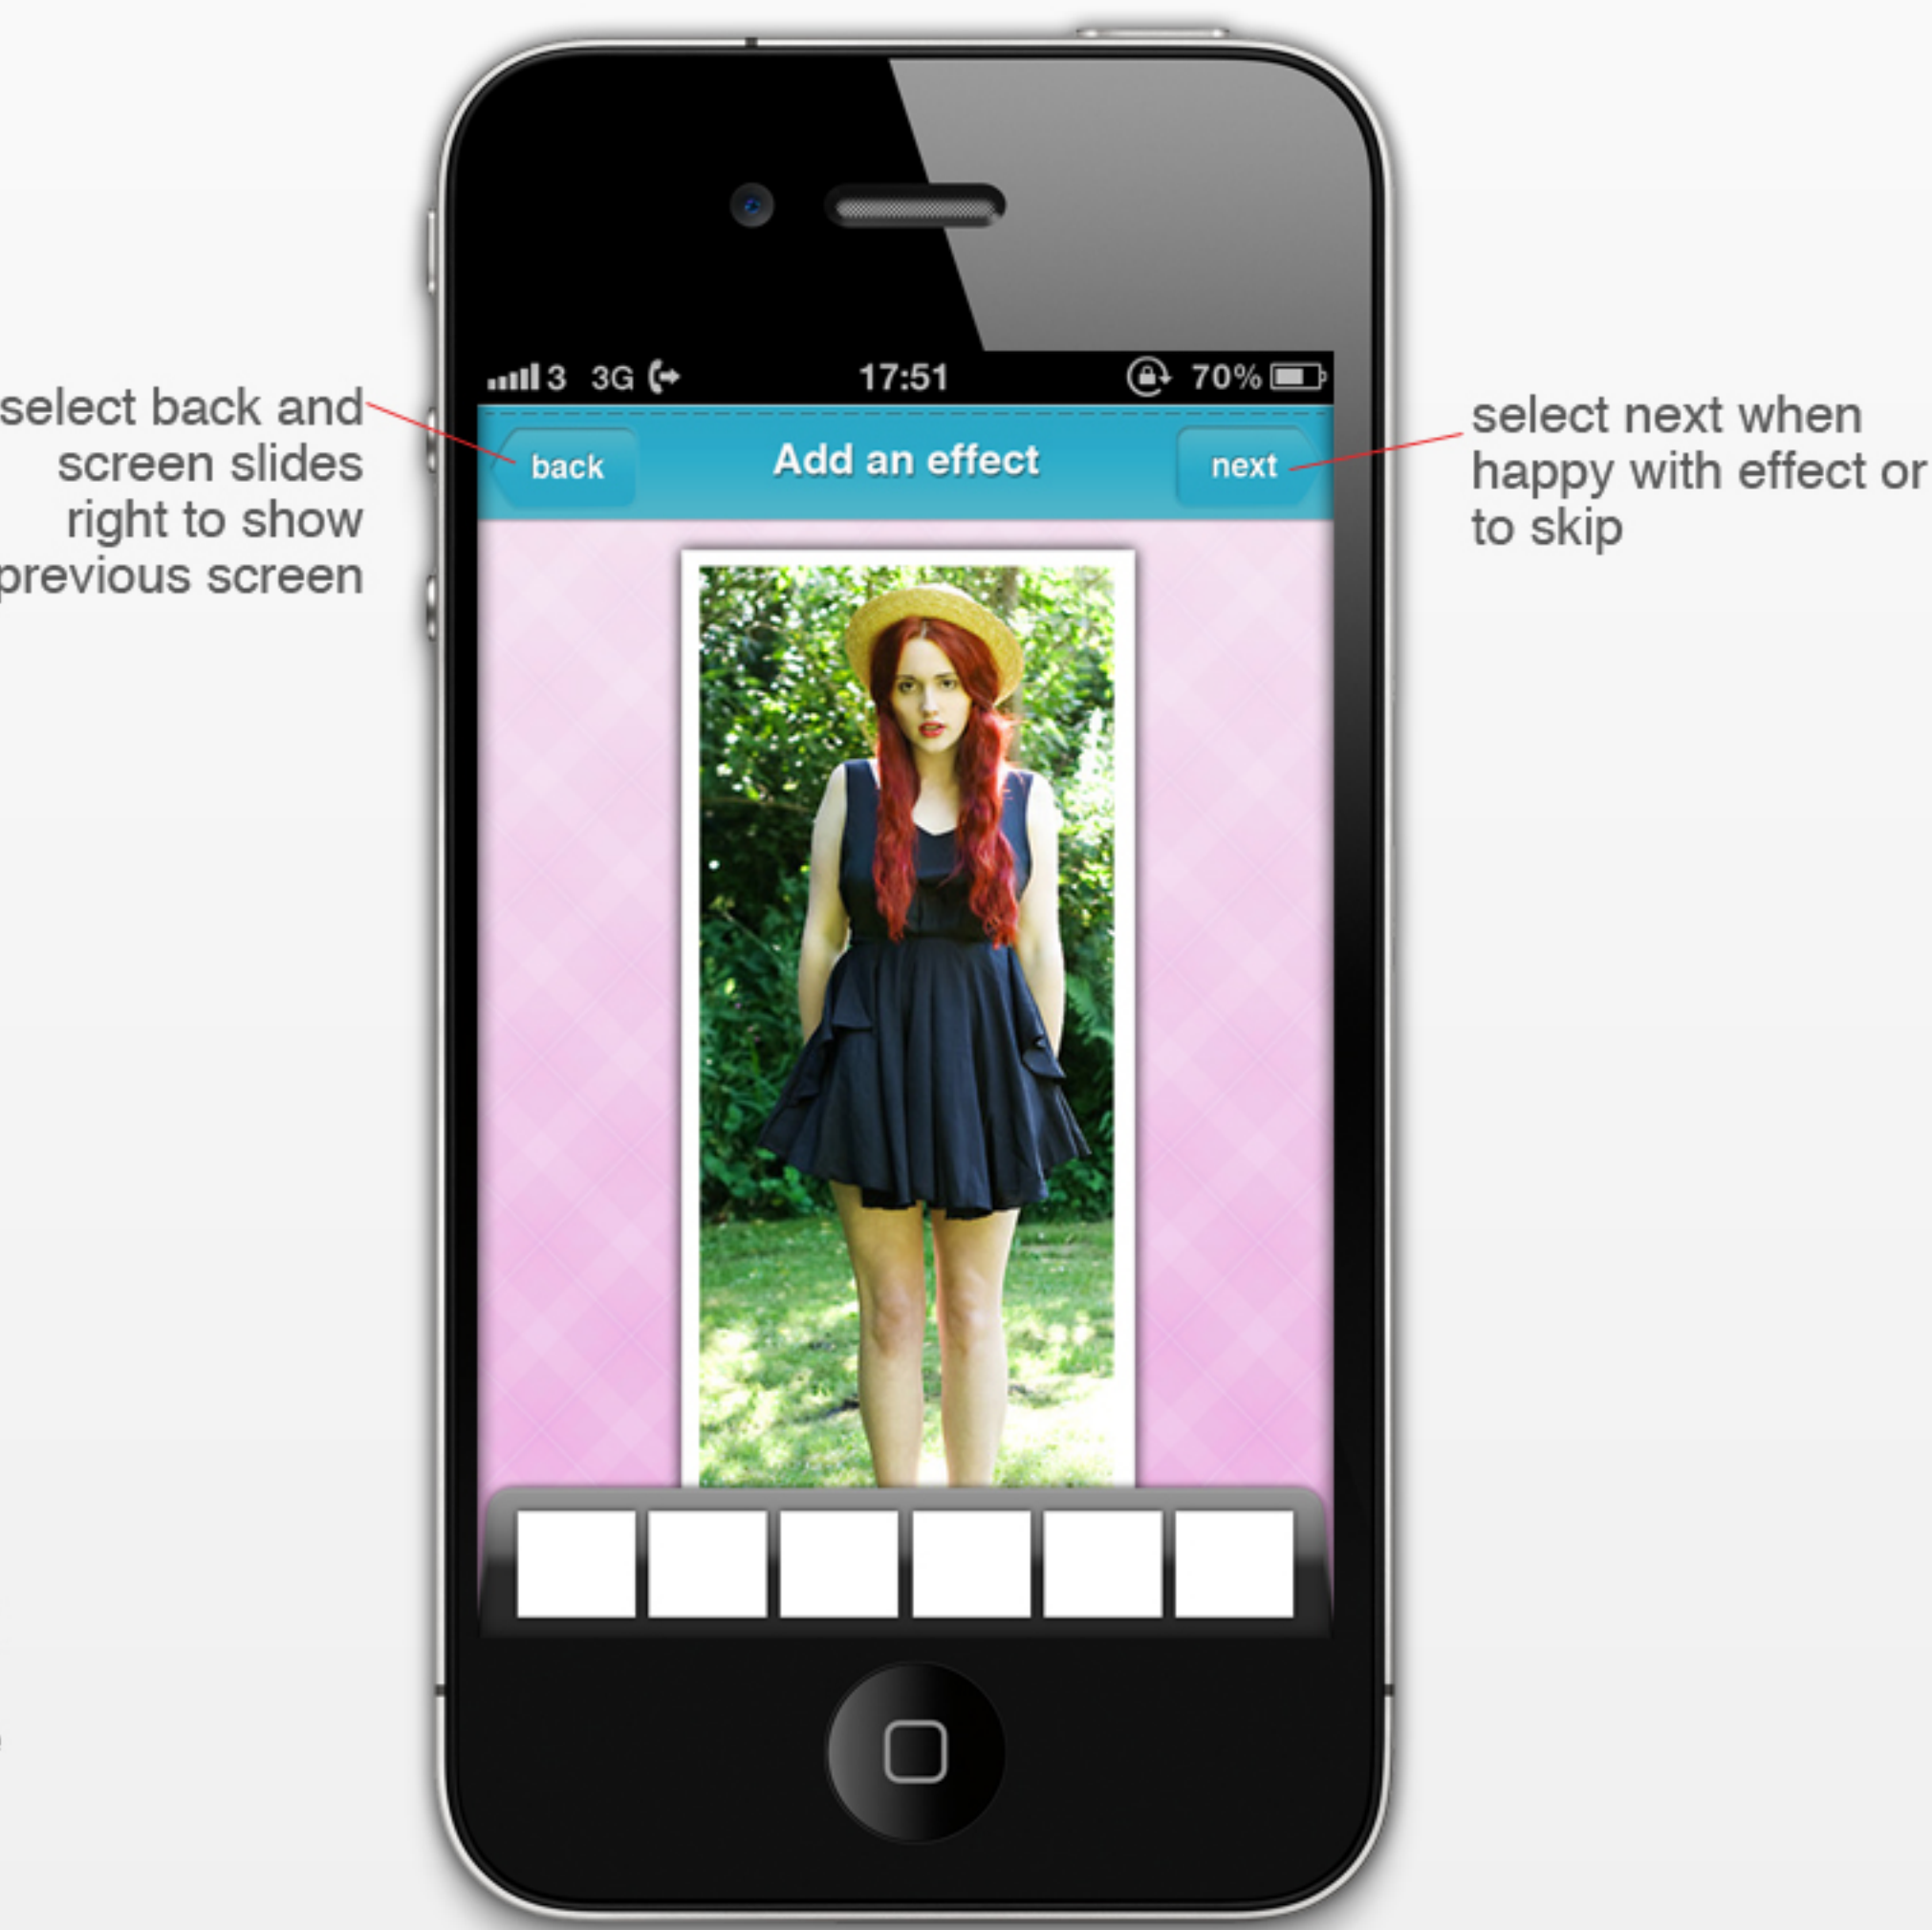 3 3G 17:51 70%
back Add an effect next
select back and
screen slides
right to show
previous screen
select next when
happy with effect or
to skip